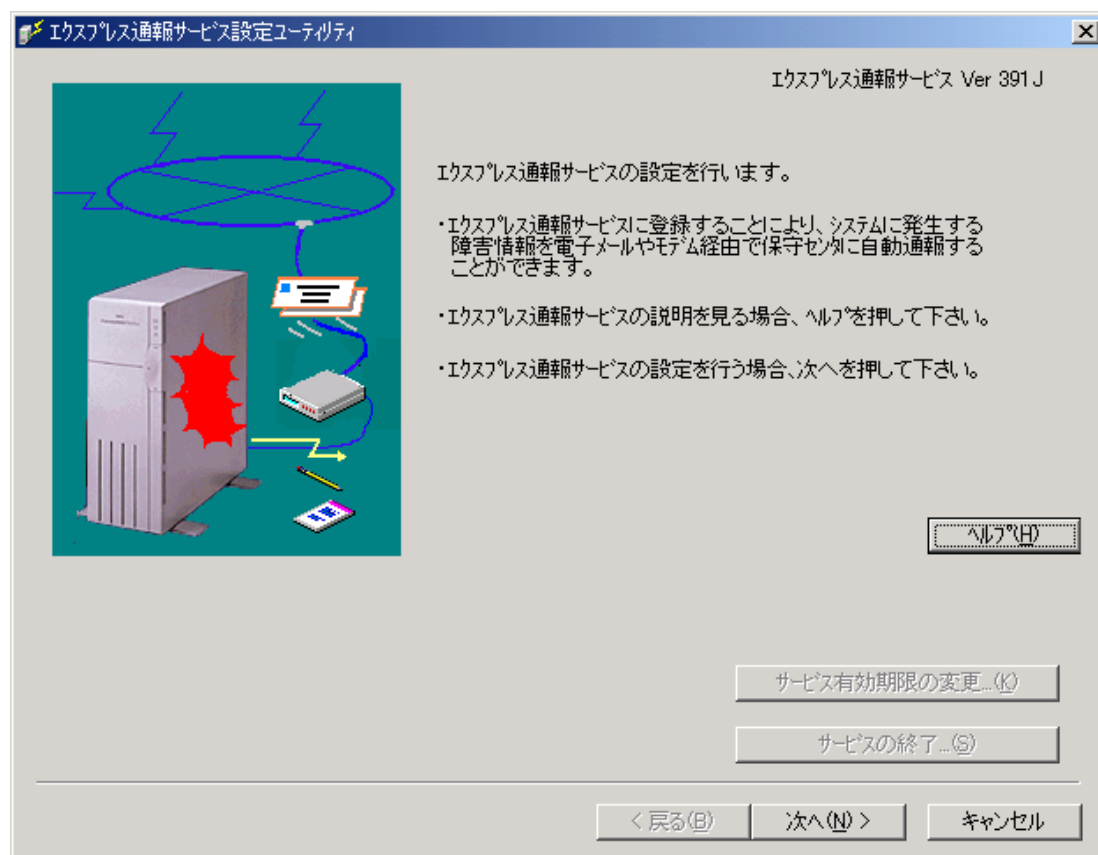 エクスプレス通報サービス設定ユーティリティ
エクスプレス通報サービス Ver 391J
エクスプレス通報サービスの設定を行います。
・エクスプレス通報サービスに登録することにより、システムに発生する
障害情報を電子メールやモデム経由で保守センタに自動通報する
ことができます。
・エクスプレス通報サービスの説明を見る場合、ヘルプを押して下さい。
・エクスプレス通報サービスの設定を行う場合、次へを押して下さい。
ヘルプ(H)
サービス有効期限の変更...(K)
サービスの終了...(S)
< 戻る(B)
次へ(N) >
キャンセル